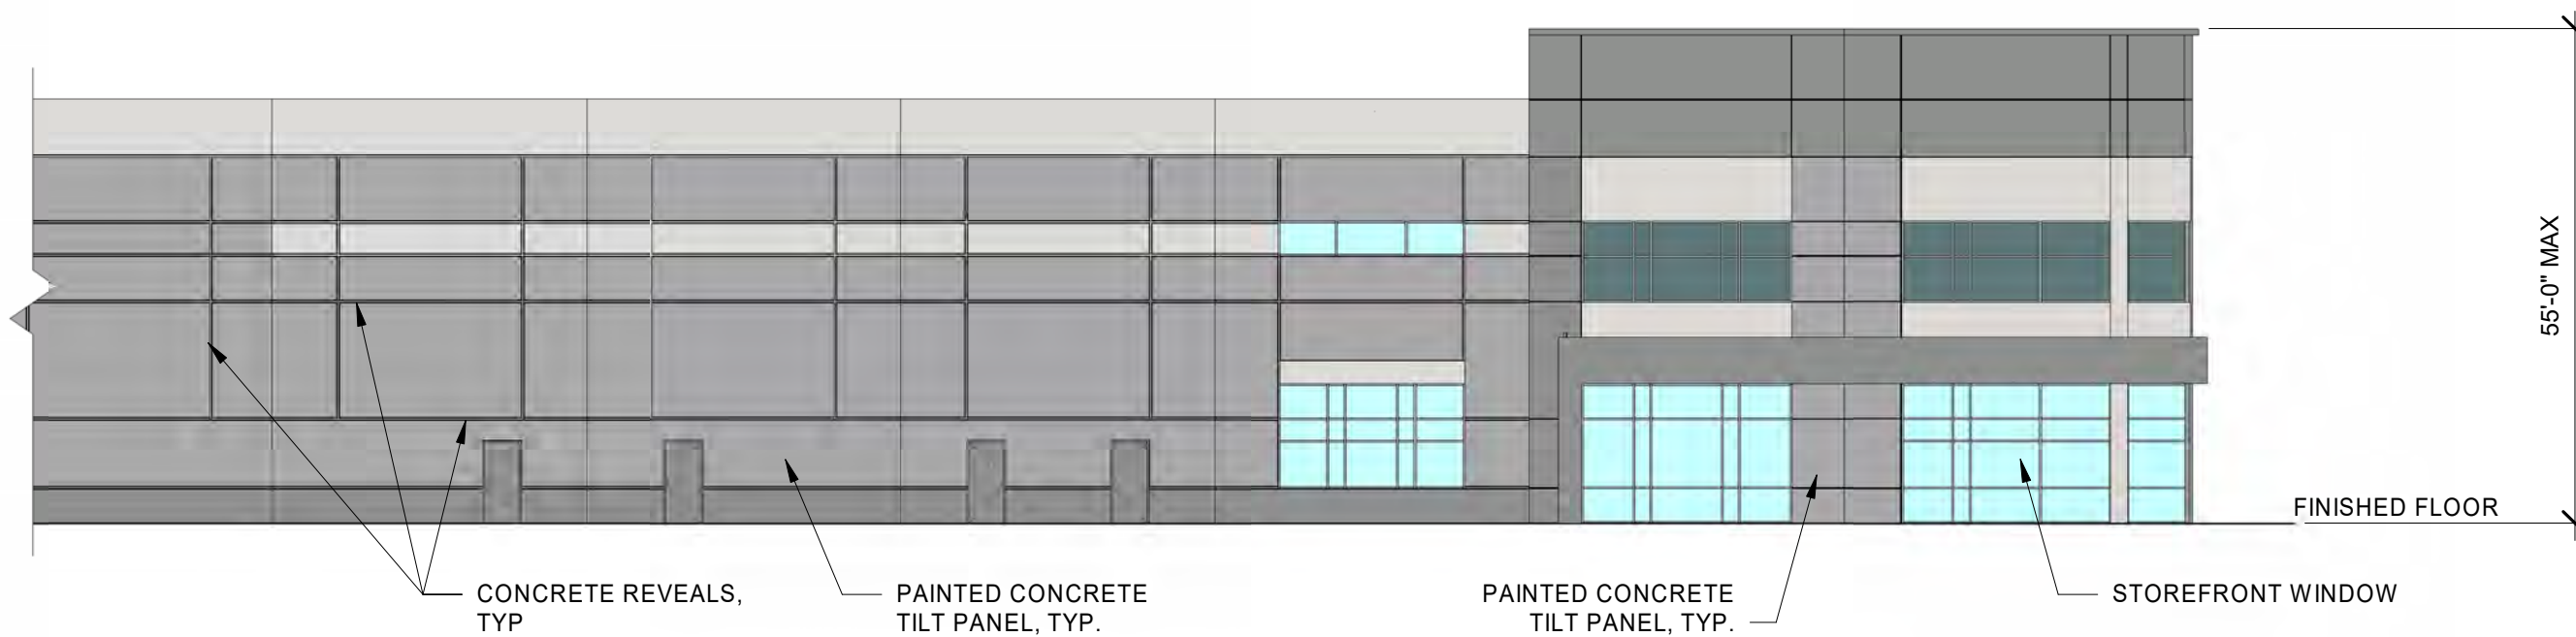 55'-0" MAX
FINISHED FLOOR
CONCRETE REVEALS,
TYP
PAINTED CONCRETE
TILT PANEL, TYP.
PAINTED CONCRETE
TILT PANEL, TYP.
STOREFRONT WINDOW